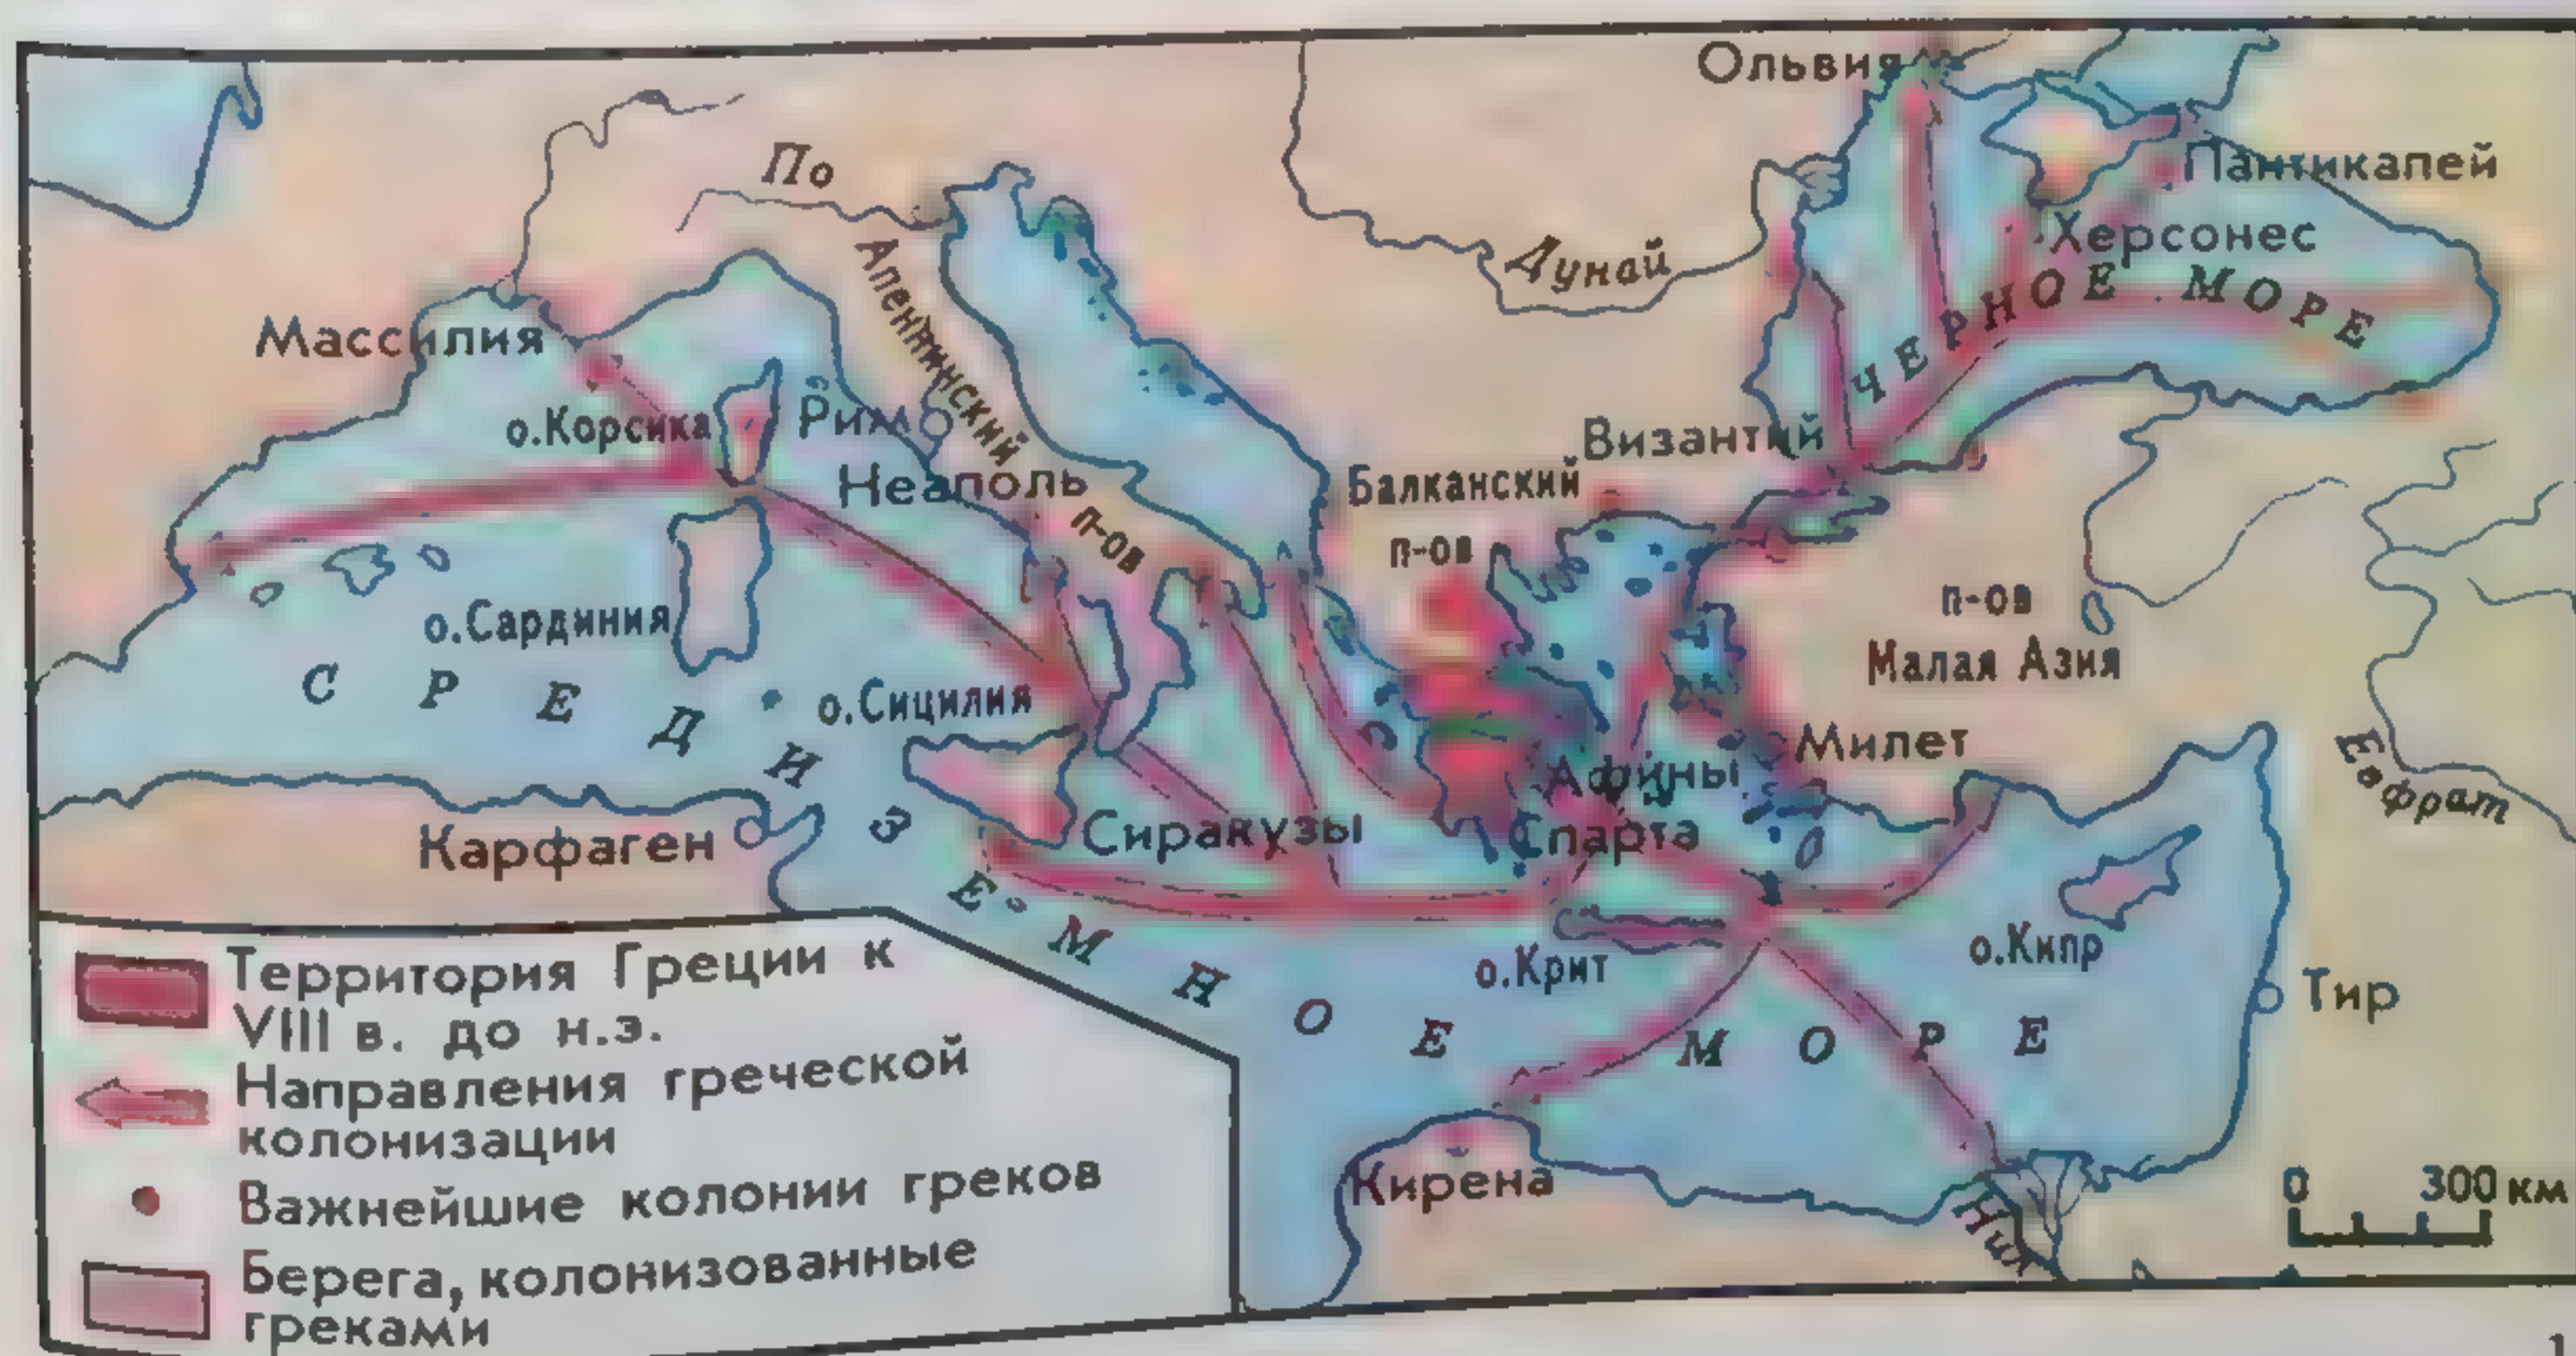 Ольвия
По
Пантикапей
Херсонес
Дунай
ЧЕРНОЕ МОРЕ
Массилия
Апеннинский
п-ов
о.Корсика
Рим
Византий
Неаполь
Балканский
п-ов
п-ов
Малая Азия
о.Сардиния
о.Сицилия
Милет
Афины
Евфрат
Карфаген
Сиракузы
Спарта
СРЕДИЗЕМНОЕ МОРЕ
о.Крит
о.Кипр
Тир
Кирена
Нил
0 300 км
Территория Греции к
VIII в. до н.э.
Направления греческой
колонизации
Важнейшие колонии греков
Берега, колонизованные
греками